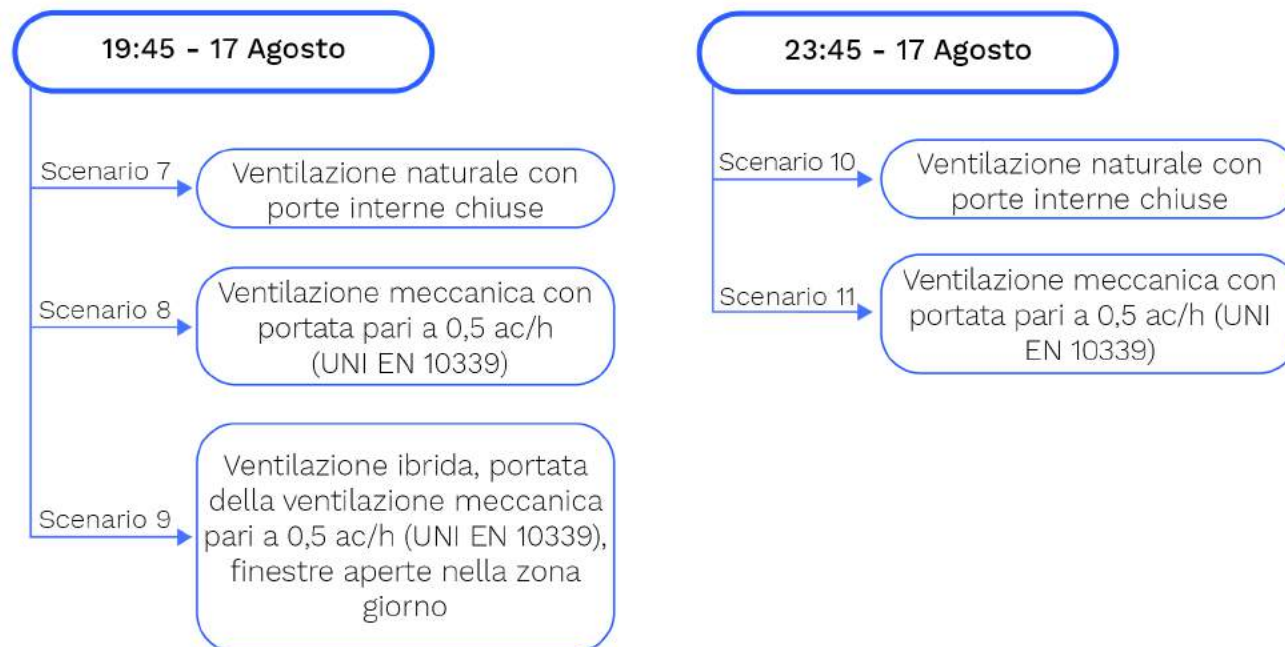 19:45 - 17 Agosto
Scenario 7
Ventilazione naturale con
porte interne chiuse
Scenario 8
Ventilazione meccanica con
portata pari a 0,5 ac/h
(UNI EN 10339)
Scenario 9
Ventilazione ibrida, portata
della ventilazione meccanica
pari a 0,5 ac/h (UNI EN 10339),
finestre aperte nella zona
giorno
23:45 - 17 Agosto
Scenario 10
Ventilazione naturale con
porte interne chiuse
Scenario 11
Ventilazione meccanica con
portata pari a 0,5 ac/h (UNI
EN 10339)